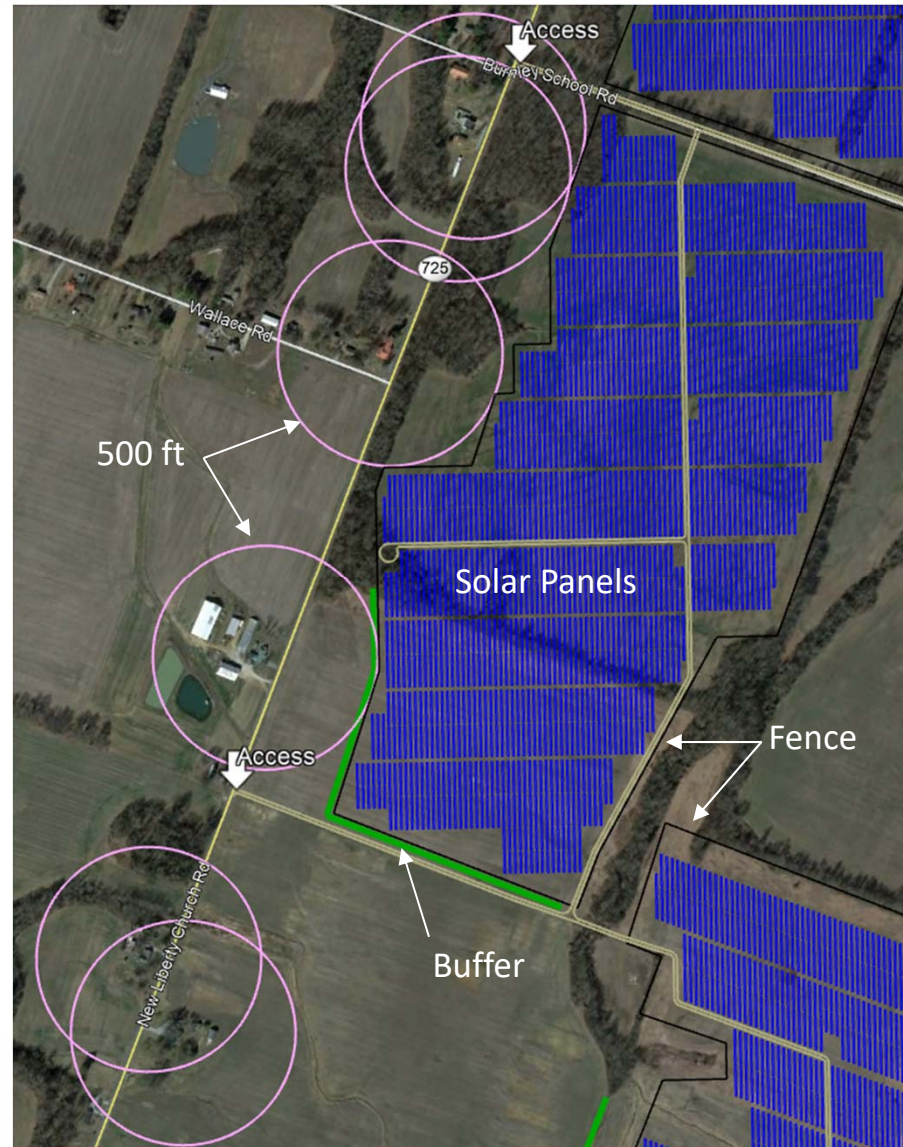 Access
Burnley School Rd
725
Wallace Rd
500 ft
Solar Panels
Fence
Access
Buffer
New Liberty Church Rd